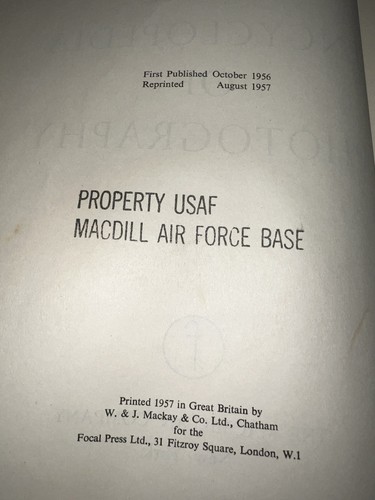 First Published October 1956
Reprinted August 1957
PROPERTY USAF
MACDILL AIR FORCE BASE
Printed 1957 in Great Britain by
W. & J. Mackay & Co. Ltd., Chatham
for the
Focal Press Ltd., 31 Fitzroy Square, London, W.1